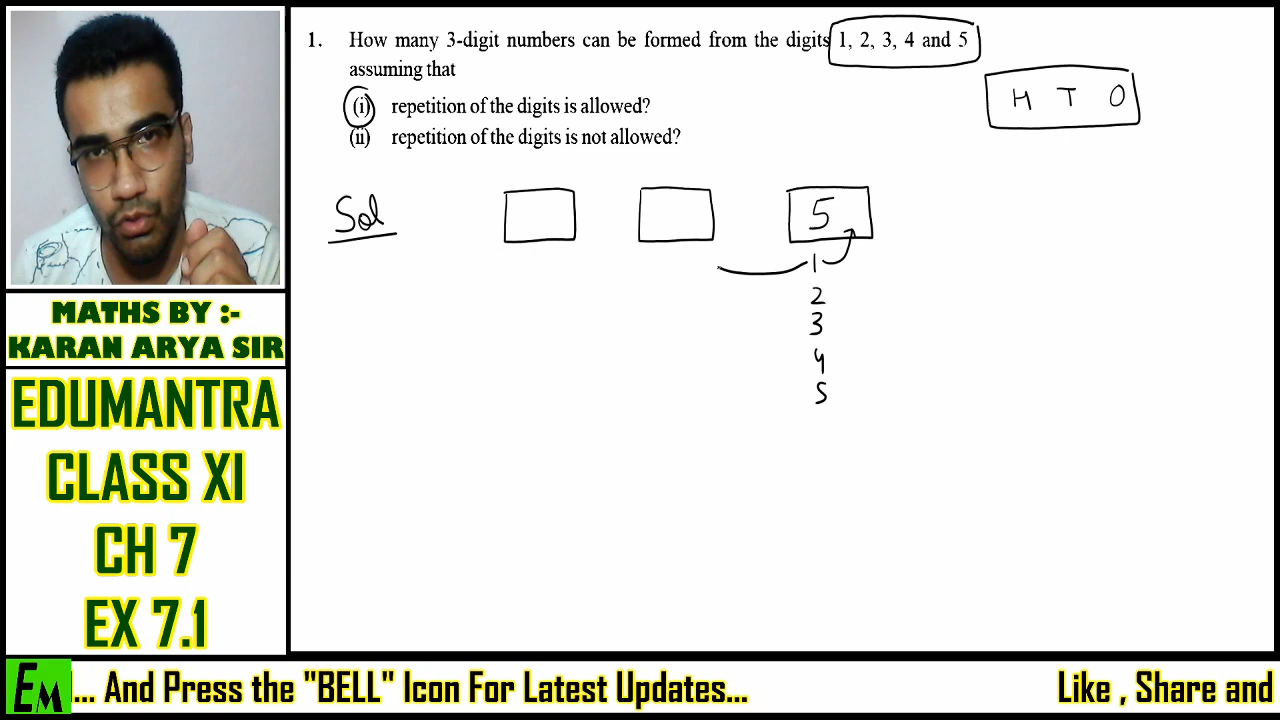 1. How many 3-digit numbers can be formed from the digits 1, 2, 3, 4 and 5
assuming that
(i) repetition of the digits is allowed?
(ii) repetition of the digits is not allowed?
H T O
Sol
5
1
2
3
4
5
MATHS BY :-
KARAN ARYA SIR
EDUMANTRA
CLASS XI
CH 7
EX 7.1
EM ... And Press the "BELL" Icon For Latest Updates... Like , Share and